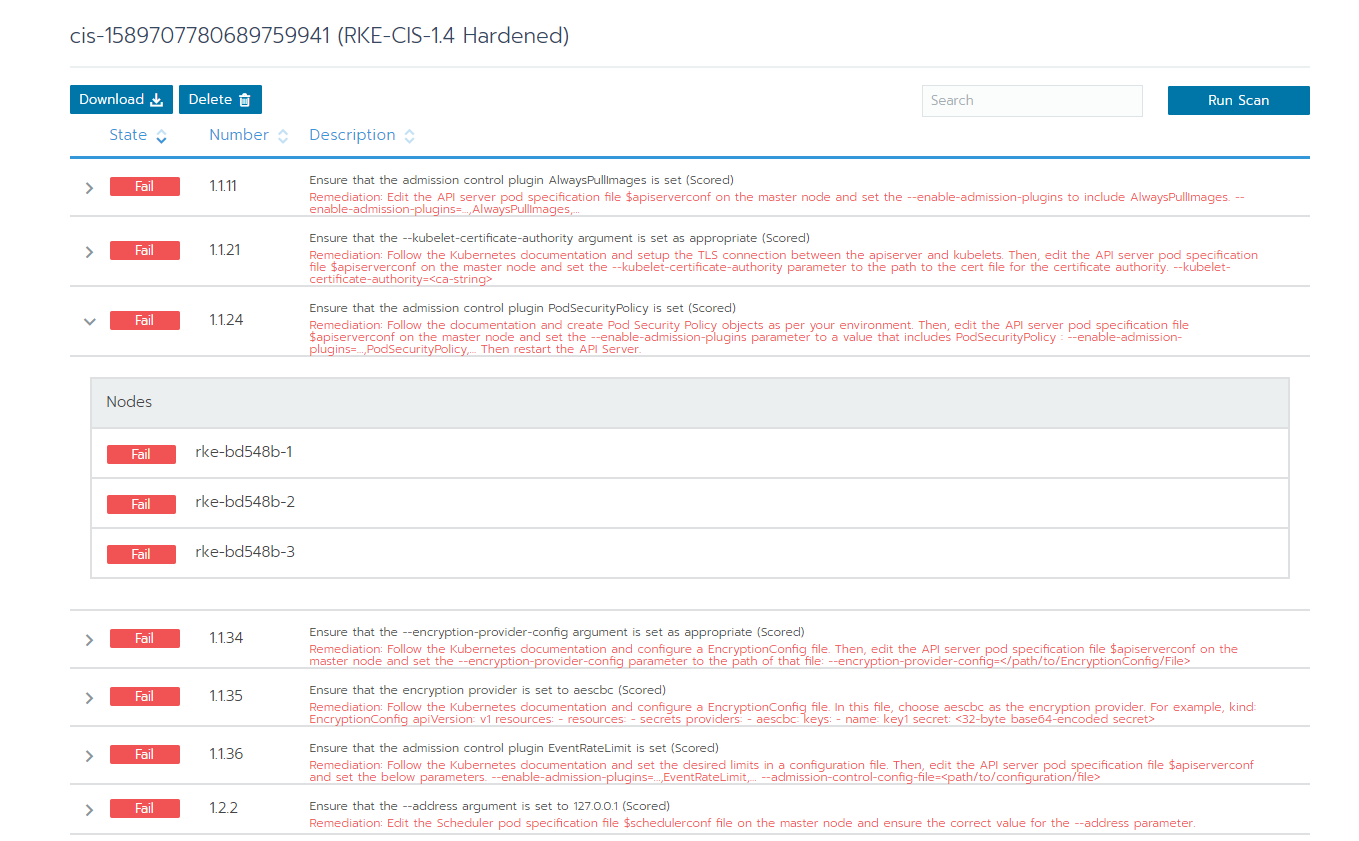 cis-1589707780689759941 (RKE-CIS-1.4 Hardened)
Download Delete Search Run Scan
State Number Description
Fail 1.1.11 Ensure that the admission control plugin AlwaysPullImages is set (Scored)
Remediation: Edit the API server pod specification file $apiserverconf on the master node and set the --enable-admission-plugins to include AlwaysPullImages. --
enable-admission-plugins=...,AlwaysPullImages,...
Fail 1.1.21 Ensure that the --kubelet-certificate-authority argument is set as appropriate (Scored)
Remediation: Follow the Kubernetes documentation and setup the TLS connection between the apiserver and kubelets. Then, edit the API server pod specification
file $apiserverconf on the master node and set the --kubelet-certificate-authority parameter to the path to the cert file for the certificate authority. --kubelet-
certificate-authority=<ca-string>
Fail 1.1.24 Ensure that the admission control plugin PodSecurityPolicy is set (Scored)
Remediation: Follow the documentation and create Pod Security Policy objects as per your environment. Then, edit the API server pod specification file
$apiserverconf on the master node and set the --enable-admission-plugins parameter to a value that includes PodSecurityPolicy : --enable-admission-
plugins=...,PodSecurityPolicy,... Then restart the API Server.
Nodes
Fail rke-bd548b-1
Fail rke-bd548b-2
Fail rke-bd548b-3
Fail 1.1.34 Ensure that the --encryption-provider-config argument is set as appropriate (Scored)
Remediation: Follow the Kubernetes documentation and configure a EncryptionConfig file. Then, edit the API server pod specification file $apiserverconf on the
master node and set the --encryption-provider-config parameter to the path of that file: --encryption-provider-config=</path/to/EncryptionConfig/File>
Fail 1.1.35 Ensure that the encryption provider is set to aescbc (Scored)
Remediation: Follow the Kubernetes documentation and configure a EncryptionConfig file. In this file, choose aescbc as the encryption provider. For example, kind:
EncryptionConfig apiVersion: v1 resources: - resources: - secrets providers: - aescbc: keys: - name: key1 secret: <32-byte base64-encoded secret>
Fail 1.1.36 Ensure that the admission control plugin EventRateLimit is set (Scored)
Remediation: Follow the Kubernetes documentation and set the desired limits in a configuration file. Then, edit the API server pod specification file $apiserverconf
and set the below parameters. --enable-admission-plugins=...,EventRateLimit,... --admission-control-config-file=<path/to/configuration/file>
Fail 1.2.2 Ensure that the --address argument is set to 127.0.0.1 (Scored)
Remediation: Edit the Scheduler pod specification file $schedulerconf file on the master node and ensure the correct value for the --address parameter.